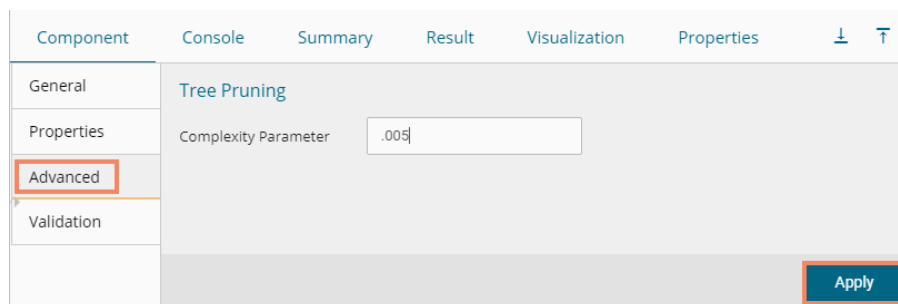 Component Console Summary Result Visualization Properties
General
Tree Pruning
Properties
Complexity Parameter .005
Advanced
Validation
Apply